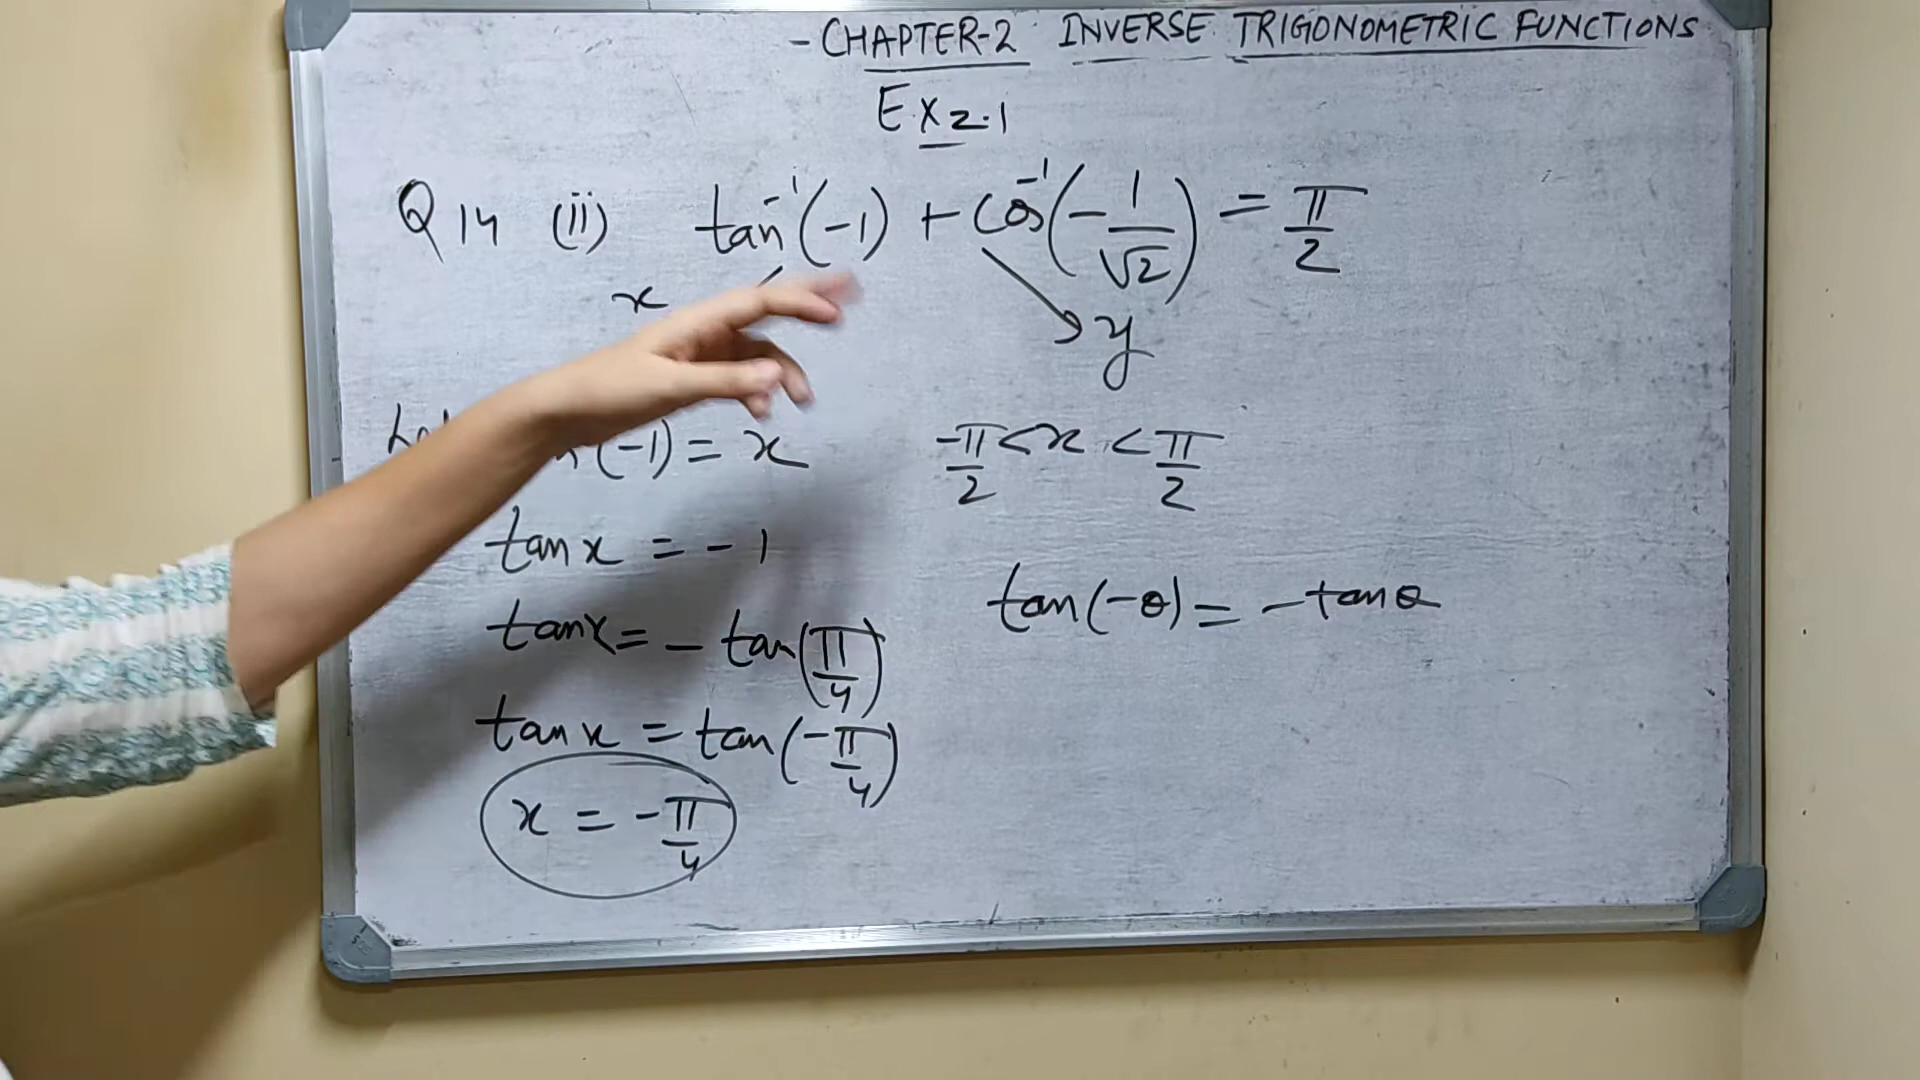 - CHAPTER-2 INVERSE TRIGONOMETRIC FUNCTIONS
Ex 2.1
Q 14 (ii) tan⁻¹(-1) + cos⁻¹(-1/√2) = π/2
x y
(-1) = x -π/2 < x < π/2
tan x = -1
tan(-θ) = -tanθ
tanx = - tan(π/4)
tan x = tan(-π/4)
x = -π/4